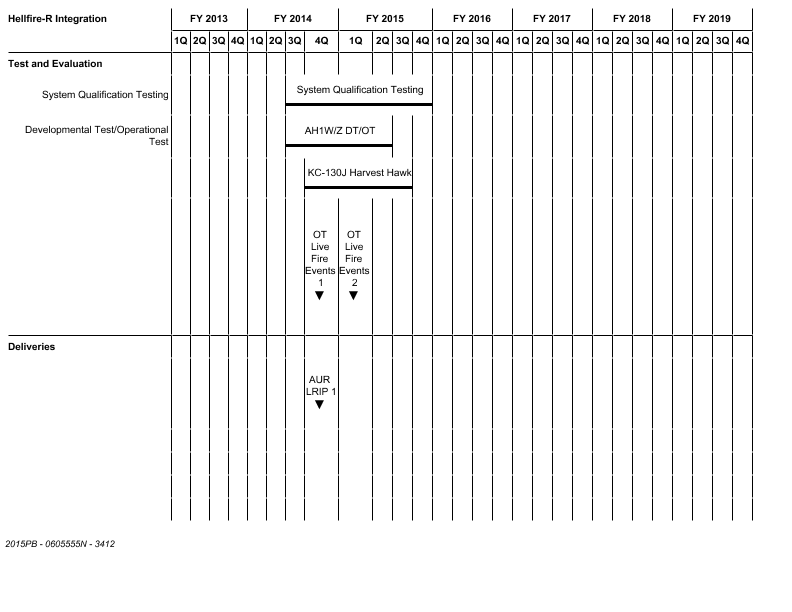 Hellfire-R Integration FY 2013 FY 2014 FY 2015 FY 2016 FY 2017 FY 2018 FY 2019
1Q 2Q 3Q 4Q 1Q 2Q 3Q 4Q 1Q 2Q 3Q 4Q 1Q 2Q 3Q 4Q 1Q 2Q 3Q 4Q 1Q 2Q 3Q 4Q 1Q 2Q 3Q 4Q
Test and Evaluation
System Qualification Testing
System Qualification Testing
Developmental Test/Operational
Test
AH1W/Z DT/OT
KC-130J Harvest Hawk
OT
Live
Fire
Events
1
OT
Live
Fire
Events
2
Deliveries
AUR
LRIP 1
2015PB - 0605555N - 3412